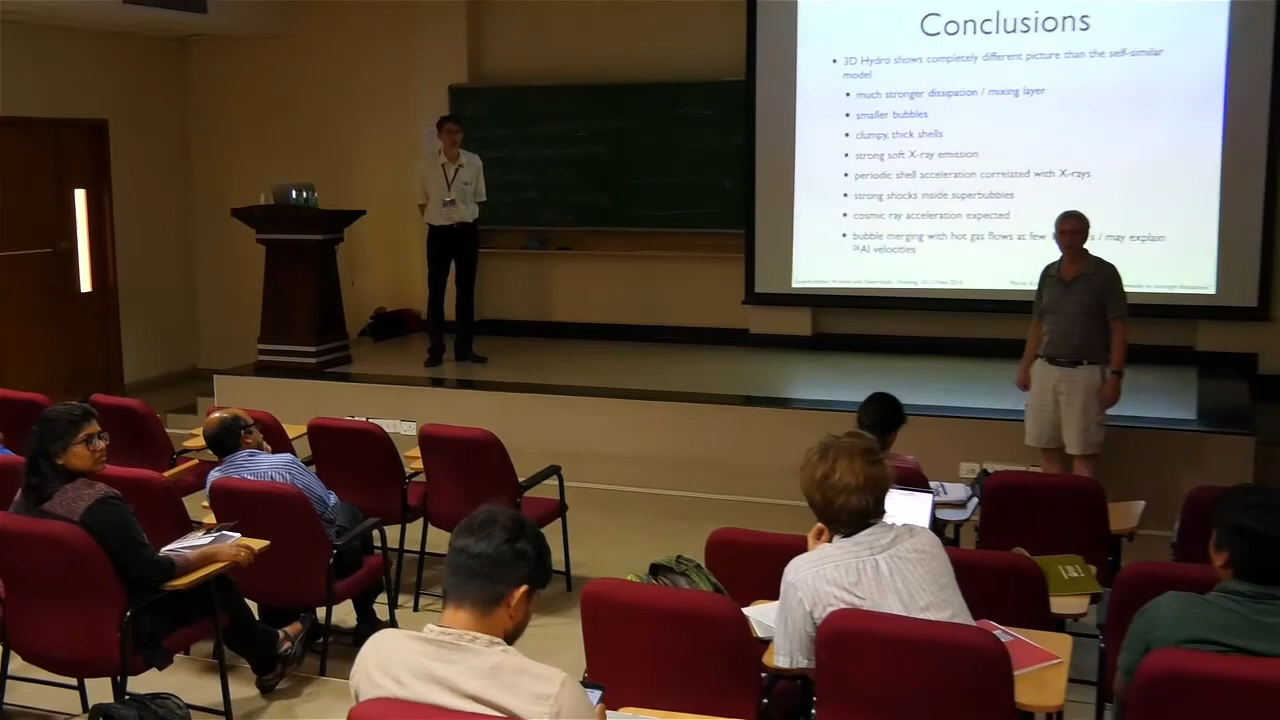 Conclusions
• 3D Hydro shows completely different picture than the self-similar
model
• much stronger dissipation / mixing layer
• smaller bubbles
• clumpy, thick shells
• strong soft X-ray emission
• periodic shell acceleration correlated with X-rays
• strong shocks inside superbubbles
• cosmic ray acceleration expected
• bubble merging with hot gas flows at few / may explain
²⁶Al velocities